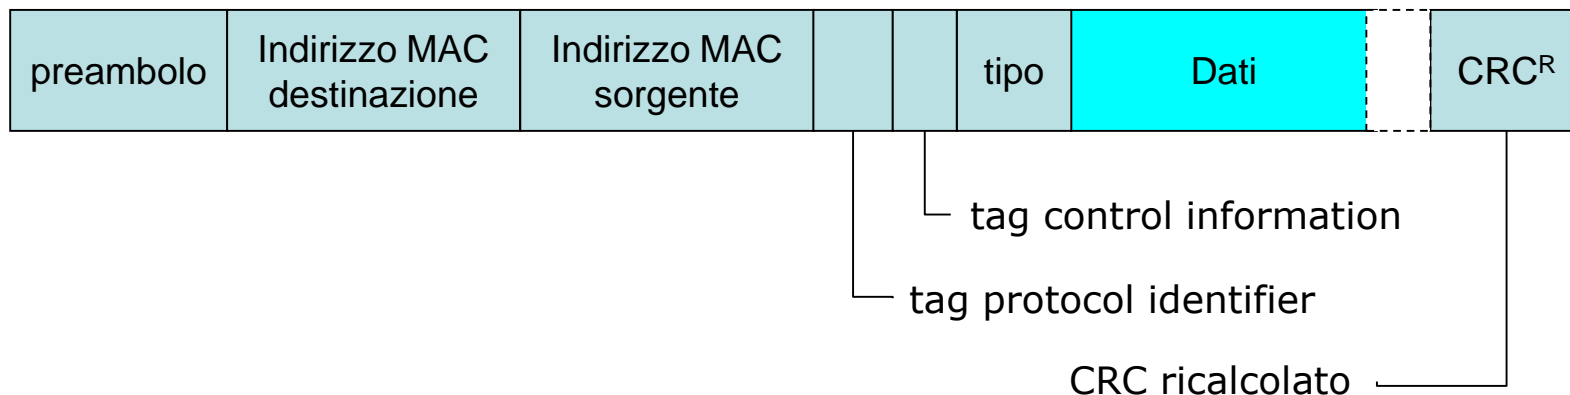 preambolo
Indirizzo MAC
destinazione
Indirizzo MAC
sorgente
tipo
Dati
CRCᴿ
tag control information
tag protocol identifier
CRC ricalcolato